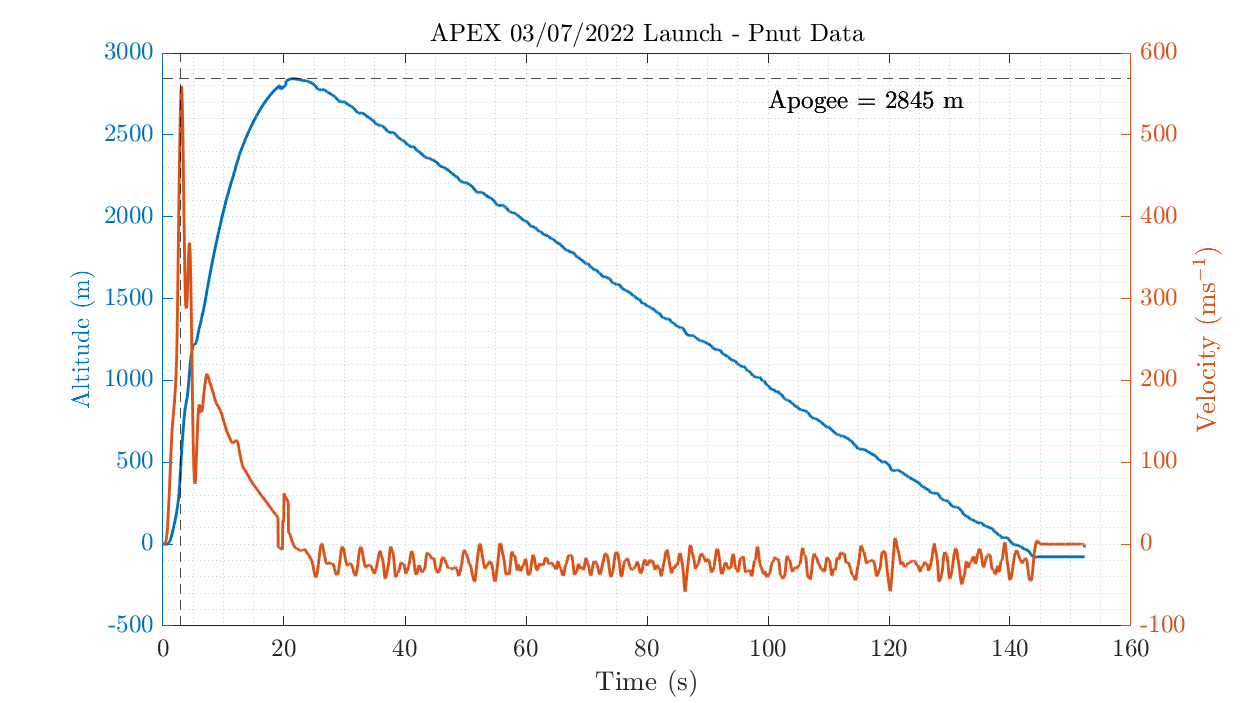 APEX 03/07/2022 Launch - Pnut Data
3000
2500
2000
1500
1000
500
0
-500
Altitude (m)
Apogee = 2845 m
600
500
400
300
200
100
0
-100
Velocity (ms⁻¹)
0 20 40 60 80 100 120 140 160
Time (s)